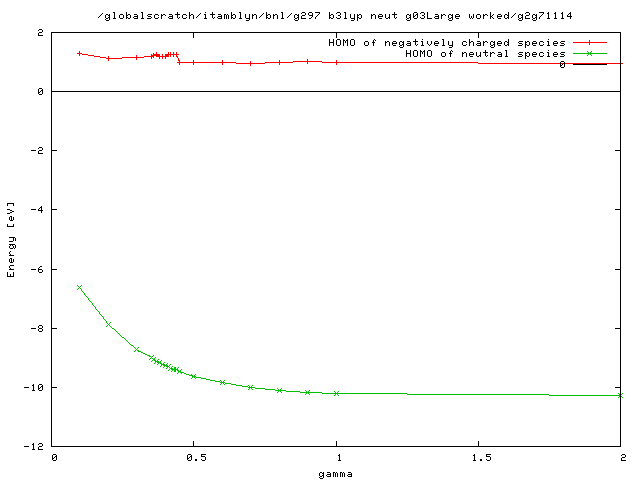 /globalscratch/itamblyn/bnl/g297 b3lyp neut g03Large worked/g2g71114
HOMO of negatively charged species
HOMO of neutral species
0
2
0
-2
-4
-6
-8
-10
-12
Energy [eV]
0 0.5 1 1.5 2
gamma